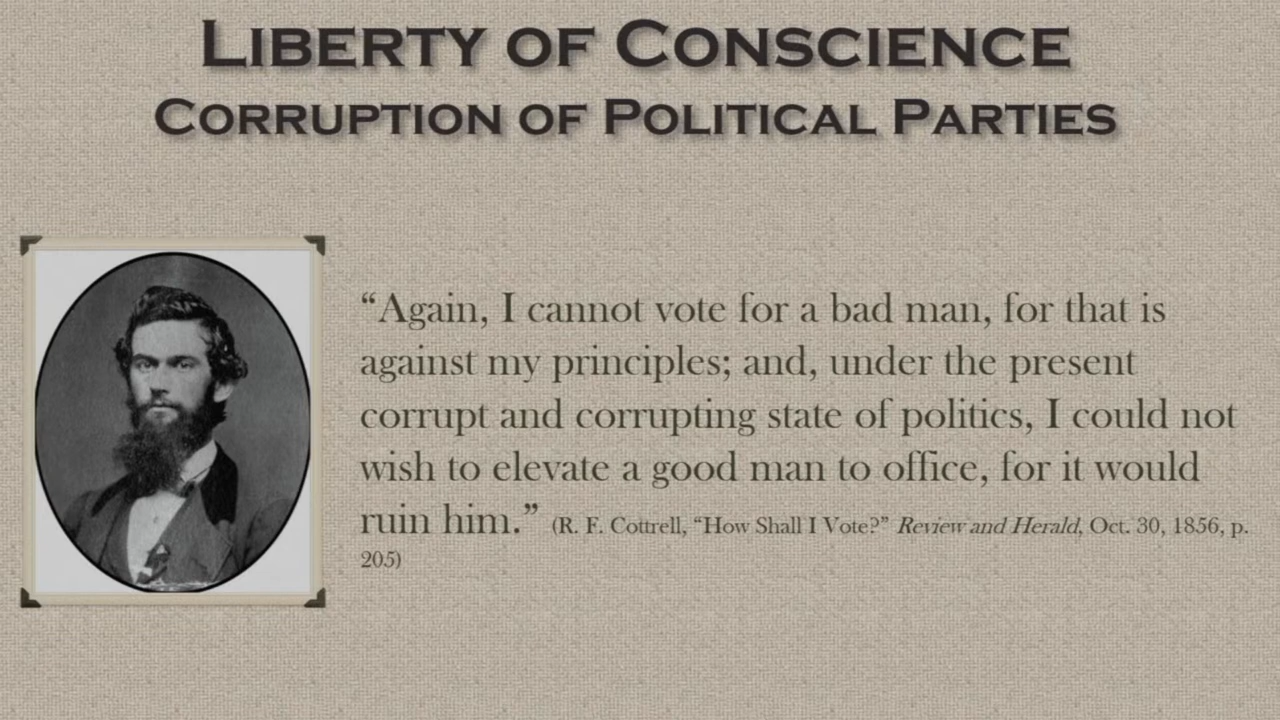 Liberty of Conscience
Corruption of Political Parties
“Again, I cannot vote for a bad man, for that is
against my principles; and, under the present
corrupt and corrupting state of politics, I could not
wish to elevate a good man to office, for it would
ruin him.” (R. F. Cottrell, “How Shall I Vote?” Review and Herald, Oct. 30, 1856, p.
205)